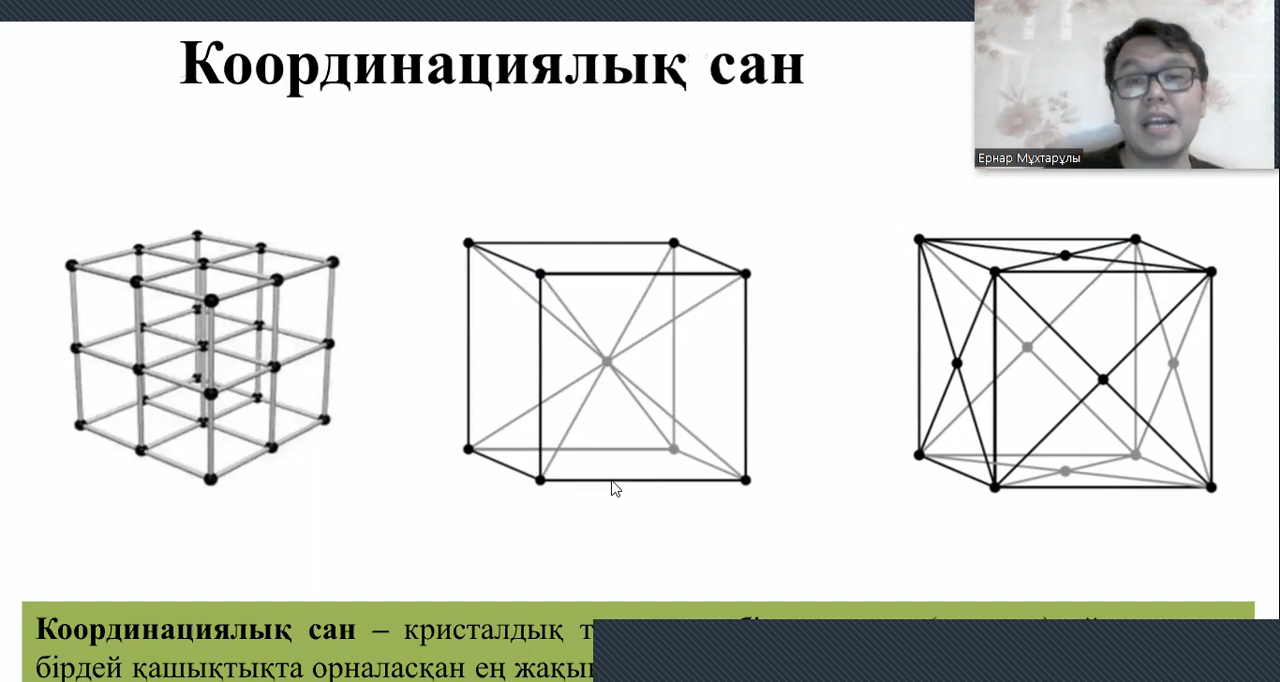 Координациялық сан
Ернар Мұхтарұлы
Координациялық сан – кристалдық
бірдей қашықтықта орналасқан ең